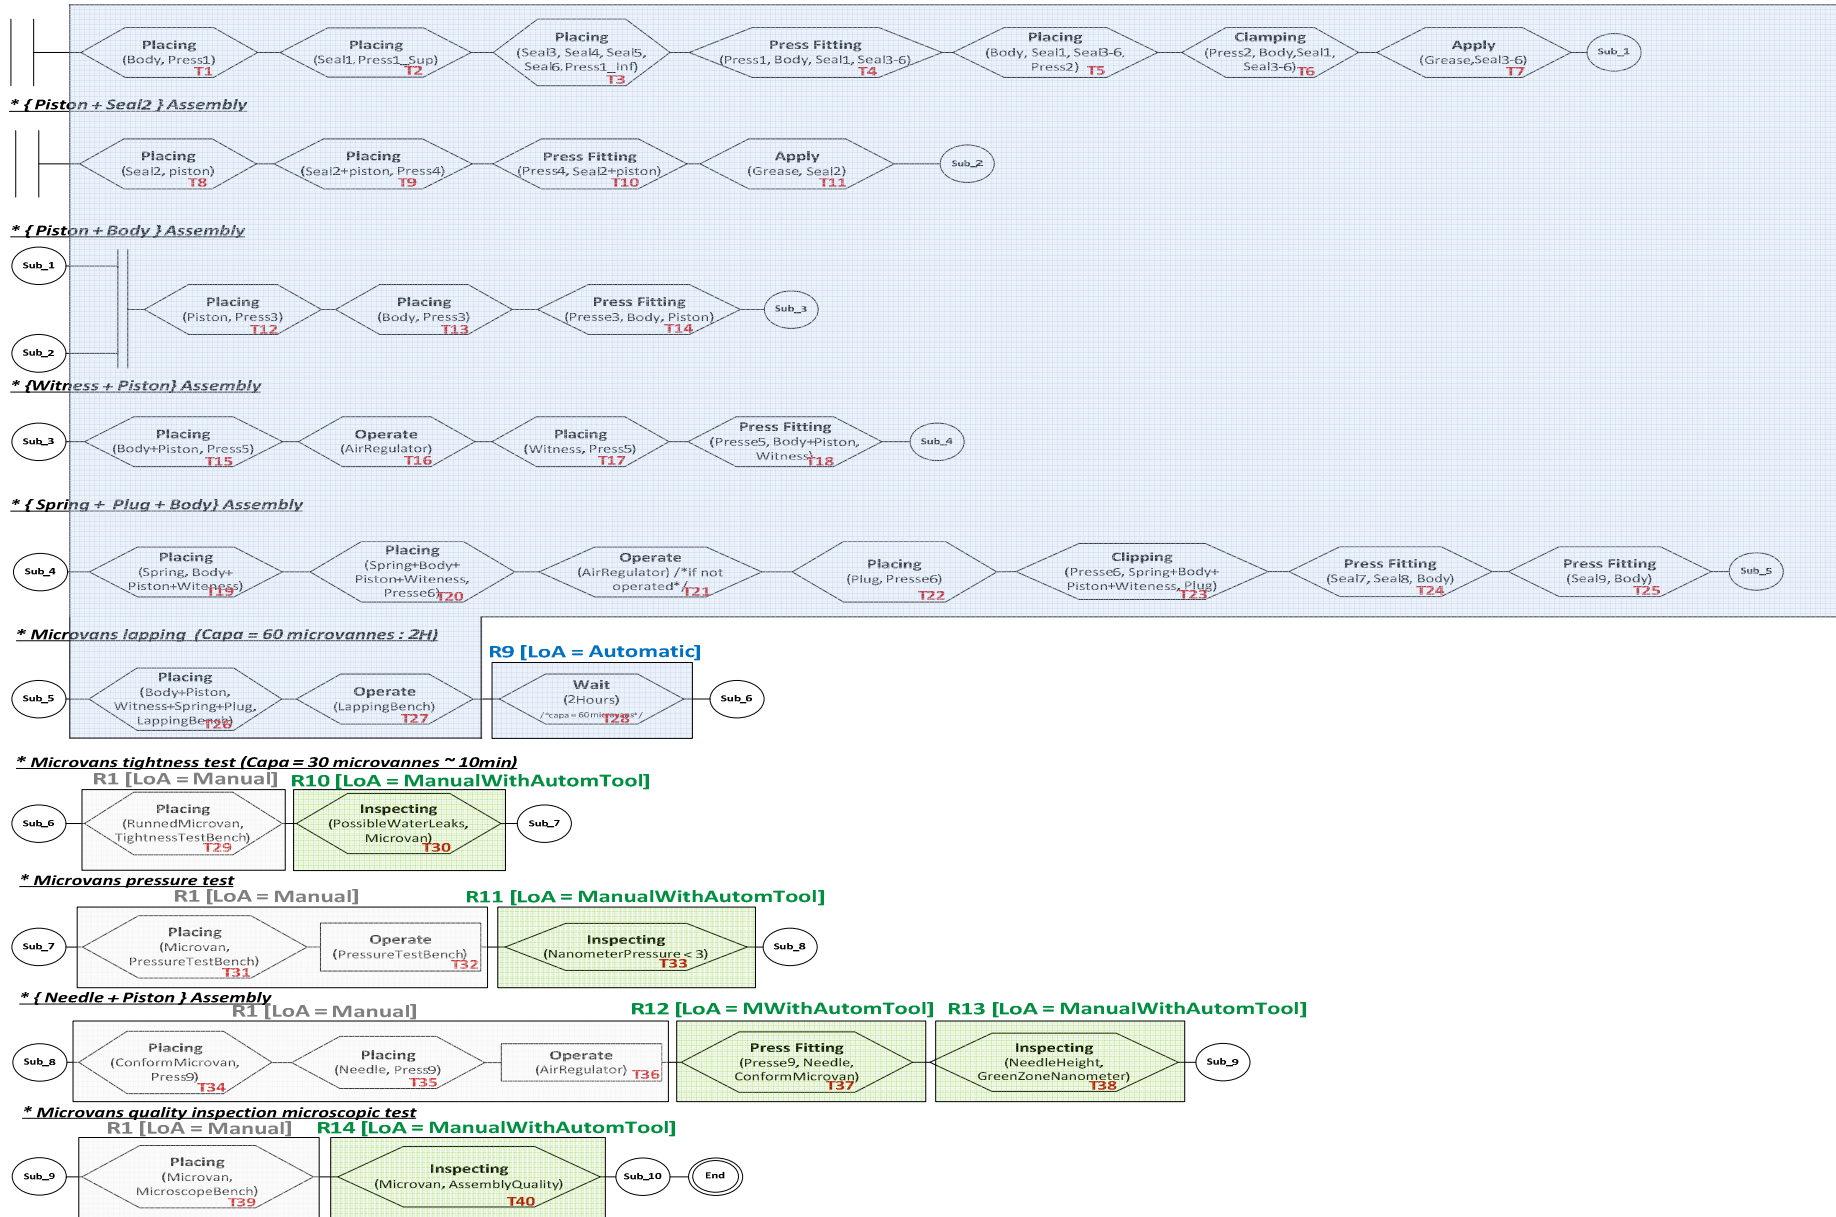 Placing
(Body, Press1)
T1
Placing
(Seal1, Press1_Sup)
T2
Placing
(Seal3, Seal4, Seal5,
Seal6, Press1_Inf)
T3
Press Fitting
(Press1, Body, Seal1, Seal3-6)
T4
Placing
(Body, Seal1, Seal3-6,
Press2)
T5
Clamping
(Press2, Body,Seal1,
Seal3-6)
T6
Apply
(Grease,Seal3-6)
T7
Sub_1
* { Piston + Seal2 } Assembly
Placing
(Seal2, piston)
T8
Placing
(Seal2+piston, Press4)
T9
Press Fitting
(Press4, Seal2+piston)
T10
Apply
(Grease, Seal2)
T11
Sub_2
* { Piston + Body } Assembly
Sub_1
Placing
(Piston, Press3)
T12
Placing
(Body, Press3)
T13
Press Fitting
(Presse3, Body, Piston)
T14
Sub_3
Sub_2
* {Witness + Piston} Assembly
Sub_3
Placing
(Body+Piston, Press5)
T15
Operate
(AirRegulator)
T16
Placing
(Witness, Press5)
T17
Press Fitting
(Presse5, Body+Piston,
Witness)
T18
Sub_4
* { Spring + Plug + Body} Assembly
Sub_4
Placing
(Spring, Body+
Piston+Witeness)
T19
Placing
(Spring+Body+
Piston+Witeness,
Presse6)
T20
Operate
(AirRegulator) /*if not
operated*/
T21
Placing
(Plug, Presse6)
T22
Clipping
(Presse6, Spring+Body+
Piston+Witeness, Plug)
T23
Press Fitting
(Seal7, Seal8, Body)
T24
Press Fitting
(Seal9, Body)
T25
Sub_5
* Microvans lapping (Capa = 60 microvannes : 2H)
R9 [LoA = Automatic]
Sub_5
Placing
(Body+Piston,
Witness+Spring+Plug,
LappingBench)
T26
Operate
(LappingBench)
T27
Wait
(2Hours)
/*capa = 60 microvans*/
T28
Sub_6
* Microvans tightness test (Capa = 30 microvannes ~ 10min)
R1 [LoA = Manual]
R10 [LoA = ManualWithAutomTool]
Sub_6
Placing
(RunnedMicrovan,
TightnessTestBench)
T29
Inspecting
(PossibleWaterLeaks,
Microvan)
T30
Sub_7
* Microvans pressure test
R1 [LoA = Manual]
R11 [LoA = ManualWithAutomTool]
Sub_7
Placing
(Microvan,
PressureTestBench)
T31
Operate
(PressureTestBench)
T32
Inspecting
(NanometerPressure < 3)
T33
Sub_8
* { Needle + Piston } Assembly
R1 [LoA = Manual]
R12 [LoA = MWithAutomTool]
R13 [LoA = ManualWithAutomTool]
Sub_8
Placing
(ConformMicrovan,
Press9)
T34
Placing
(Needle, Press9)
T35
Operate
(AirRegulator)
T36
Press Fitting
(Presse9, Needle,
ConformMicrovan)
T37
Inspecting
(NeedleHeight,
GreenZoneNanometer)
T38
Sub_9
* Microvans quality inspection microscopic test
R1 [LoA = Manual]
R14 [LoA = ManualWithAutomTool]
Sub_9
Placing
(Microvan,
MicroscopeBench)
T39
Inspecting
(Microvan, AssemblyQuality)
T40
Sub_10
End